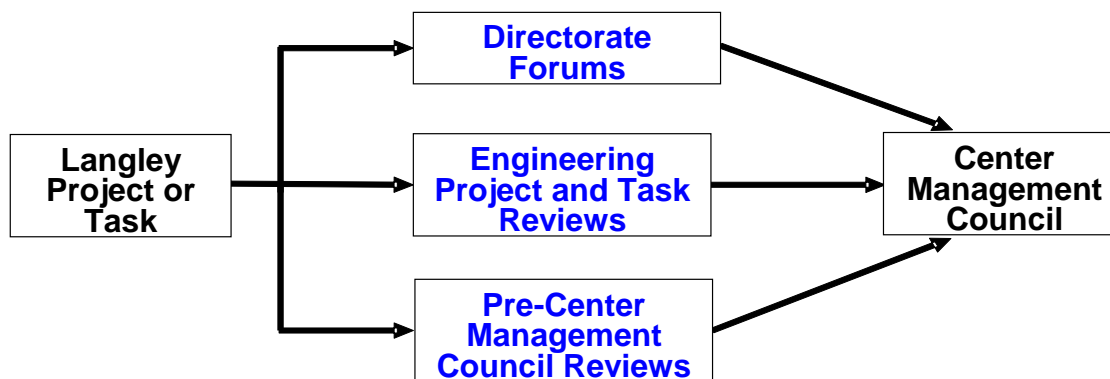 Directorate
Forums
Langley
Project or
Task
Engineering
Project and Task
Reviews
Center
Management
Council
Pre-Center
Management
Council Reviews